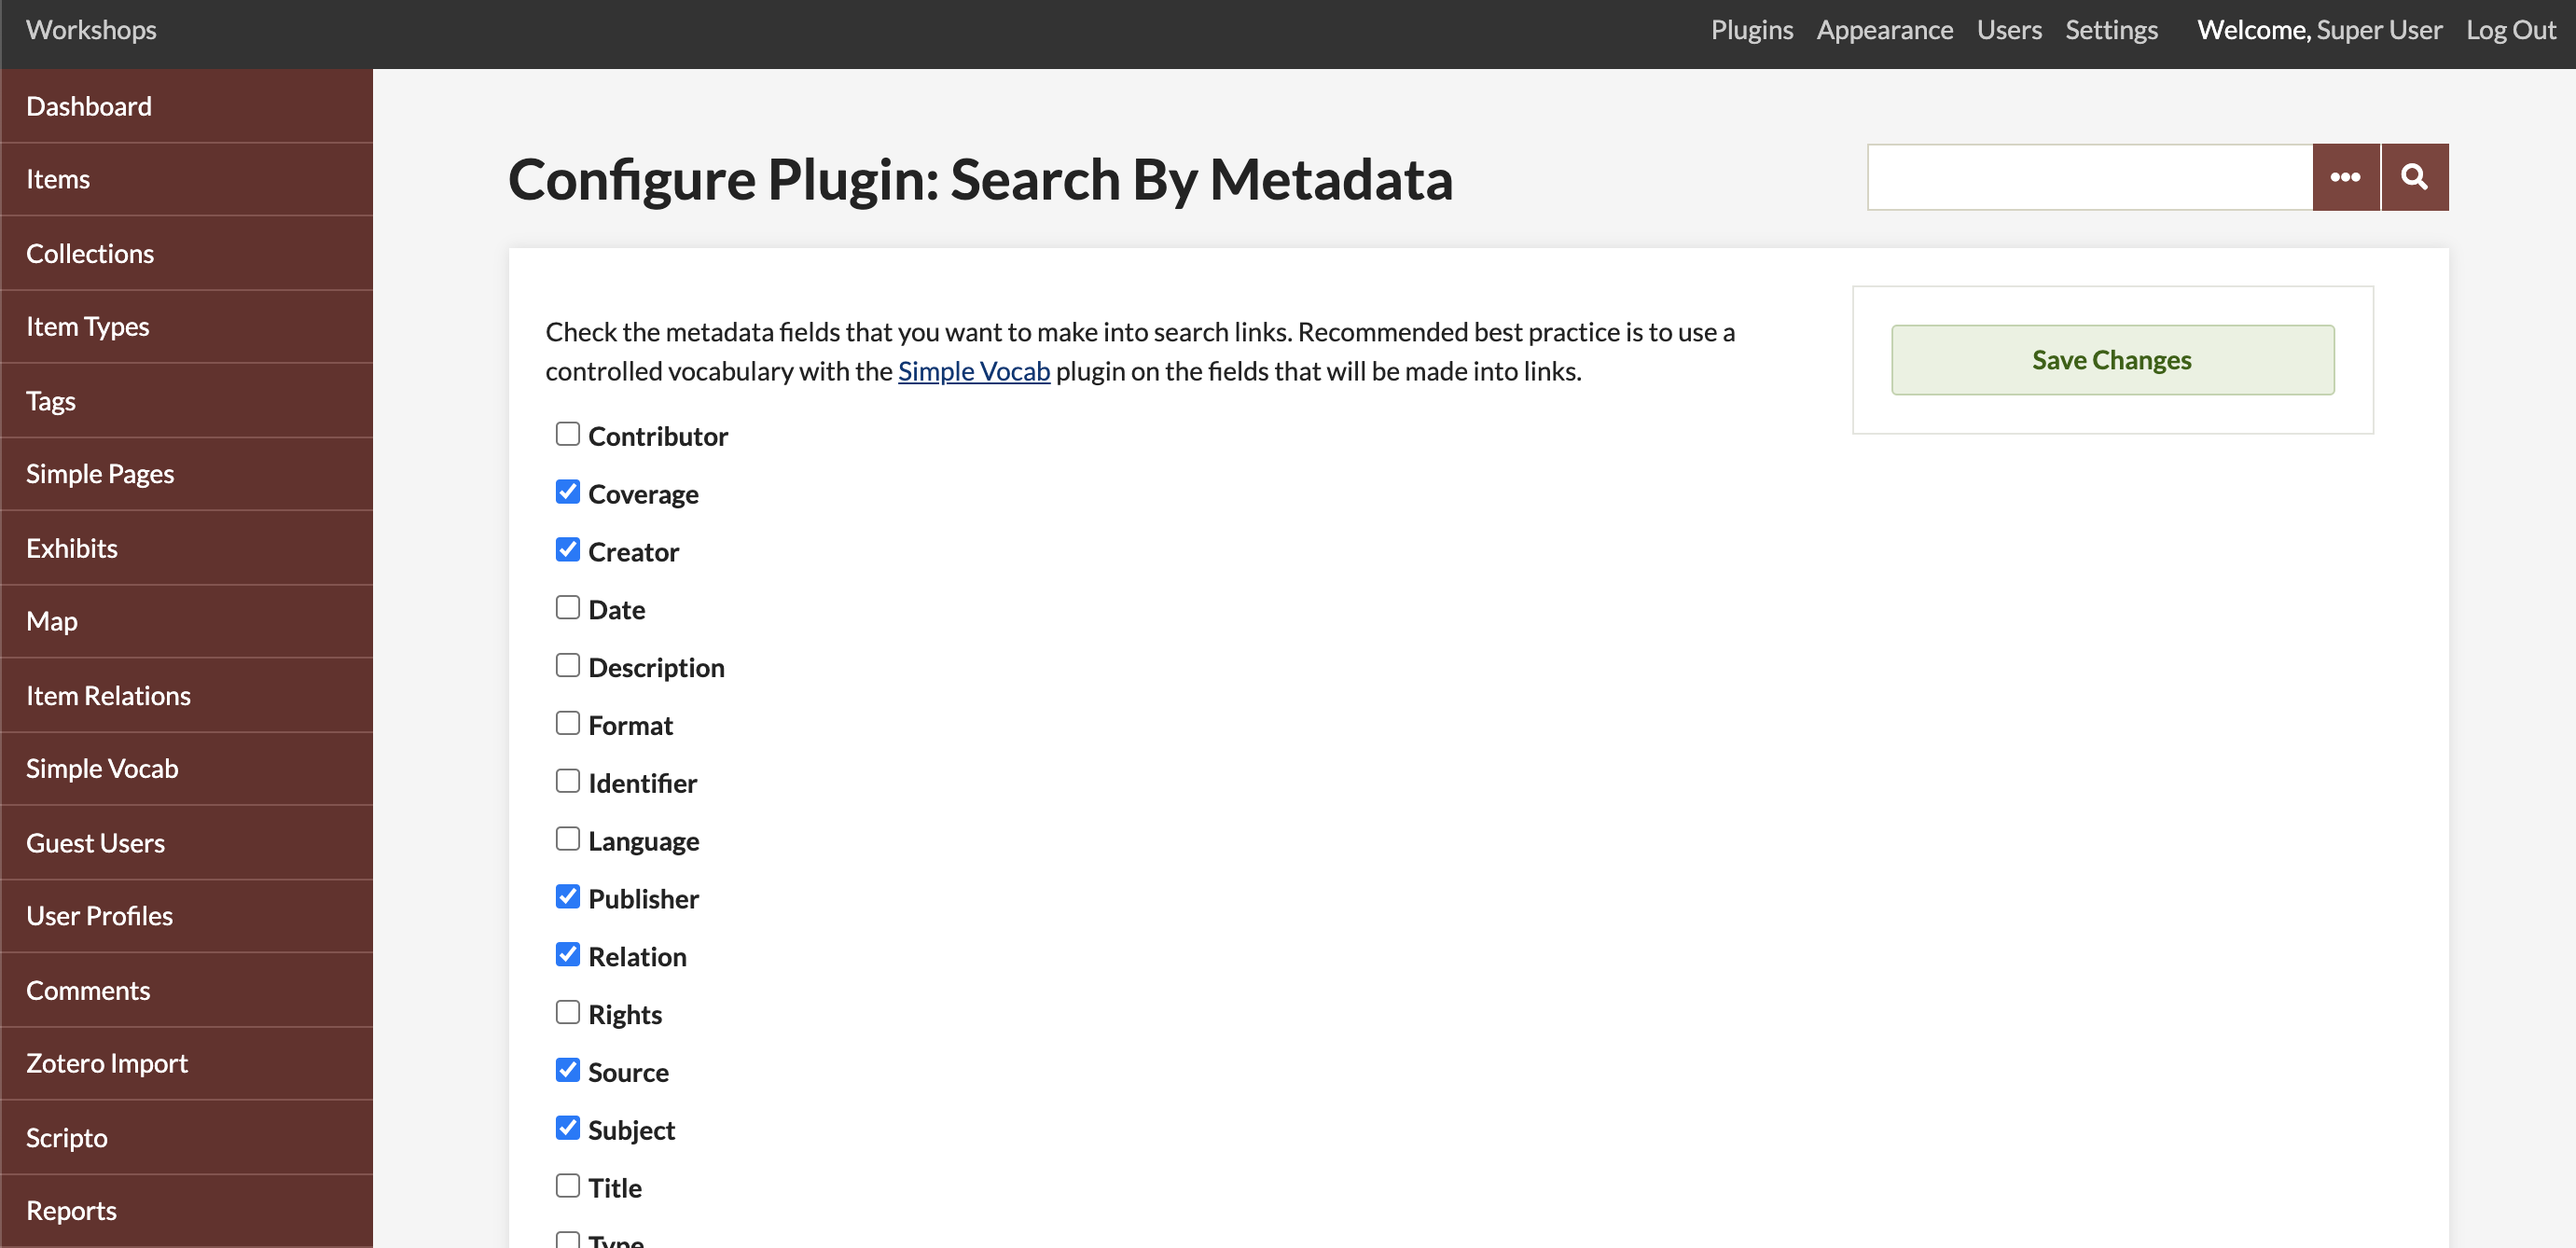 Workshops
Plugins Appearance Users Settings Welcome, Super User Log Out
Dashboard
Items
Collections
Item Types
Tags
Simple Pages
Exhibits
Map
Item Relations
Simple Vocab
Guest Users
User Profiles
Comments
Zotero Import
Scripto
Reports
Configure Plugin: Search By Metadata
Check the metadata fields that you want to make into search links. Recommended best practice is to use a
controlled vocabulary with the Simple Vocab plugin on the fields that will be made into links.
Save Changes
Contributor
Coverage
Creator
Date
Description
Format
Identifier
Language
Publisher
Relation
Rights
Source
Subject
Title
Type